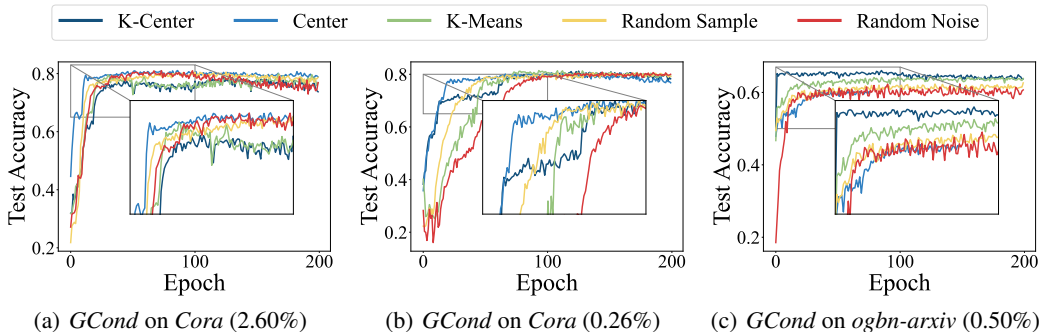 K-Center Center K-Means Random Sample Random Noise
Test Accuracy
0.8
0.6
0.4
0.2
0 100 200
Epoch
(a) GCond on Cora (2.60%)
Test Accuracy
0.8
0.6
0.4
0.2
0 100 200
Epoch
(b) GCond on Cora (0.26%)
Test Accuracy
0.6
0.4
0.2
0 100 200
Epoch
(c) GCond on ogbn-arxiv (0.50%)